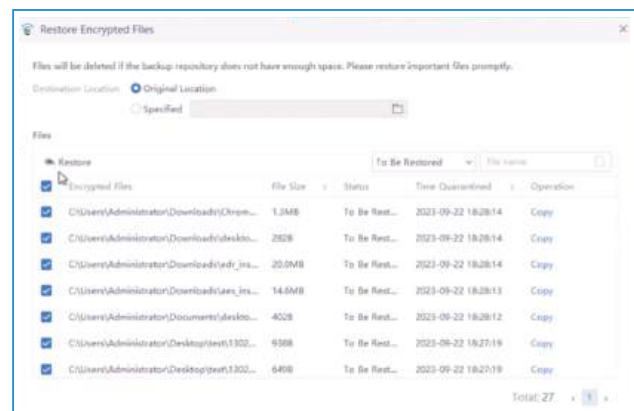 Restore Encrypted Files
Files will be deleted if the backup repository does not have enough space. Please restore important files promptly.
Destination Location Original Location
Specified
Files
Restore To Be Restored File name
Encrypted Files File Size Status Time Quarantined Operation
C:\Users\Administrator\Downloads\Chrom... 1.3MB To Be Rest... 2023-09-22 18:28:14 Copy
C:\Users\Administrator\Downloads\deskto... 282B To Be Rest... 2023-09-22 18:28:14 Copy
C:\Users\Administrator\Downloads\edr_ins... 20.0MB To Be Rest... 2023-09-22 18:28:14 Copy
C:\Users\Administrator\Downloads\aes_ins... 14.6MB To Be Rest... 2023-09-22 18:28:13 Copy
C:\Users\Administrator\Documents\deskto... 402B To Be Rest... 2023-09-22 18:28:12 Copy
C:\Users\Administrator\Desktop\test\1302... 938B To Be Rest... 2023-09-22 18:27:19 Copy
C:\Users\Administrator\Desktop\test\1302... 649B To Be Rest... 2023-09-22 18:27:19 Copy
Total: 27 1